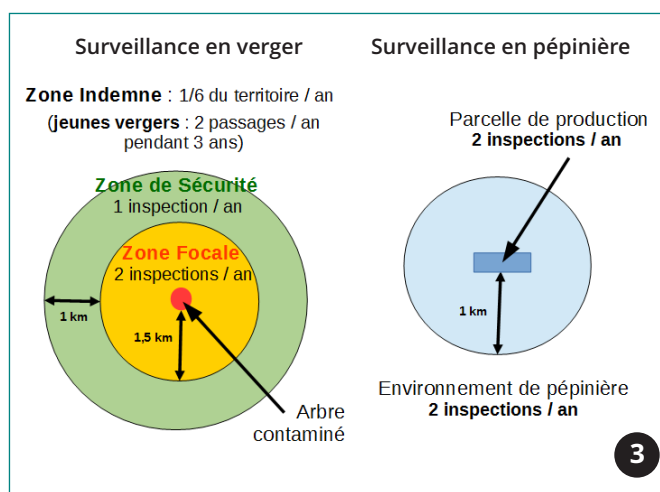 Surveillance en verger
Zone Indemne : 1/6 du territoire / an
(jeunes vergers : 2 passages / an
pendant 3 ans)
Zone de Sécurité
1 inspection / an
Zone Focale
2 inspections / an
1 km
1,5 km
Arbre
contaminé
Surveillance en pépinière
Parcelle de production
2 inspections / an
1 km
Environnement de pépinière
2 inspections / an
3